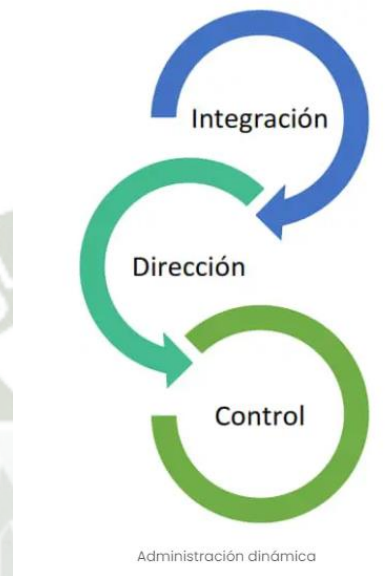 Integración
Dirección
Control
Administración dinámica